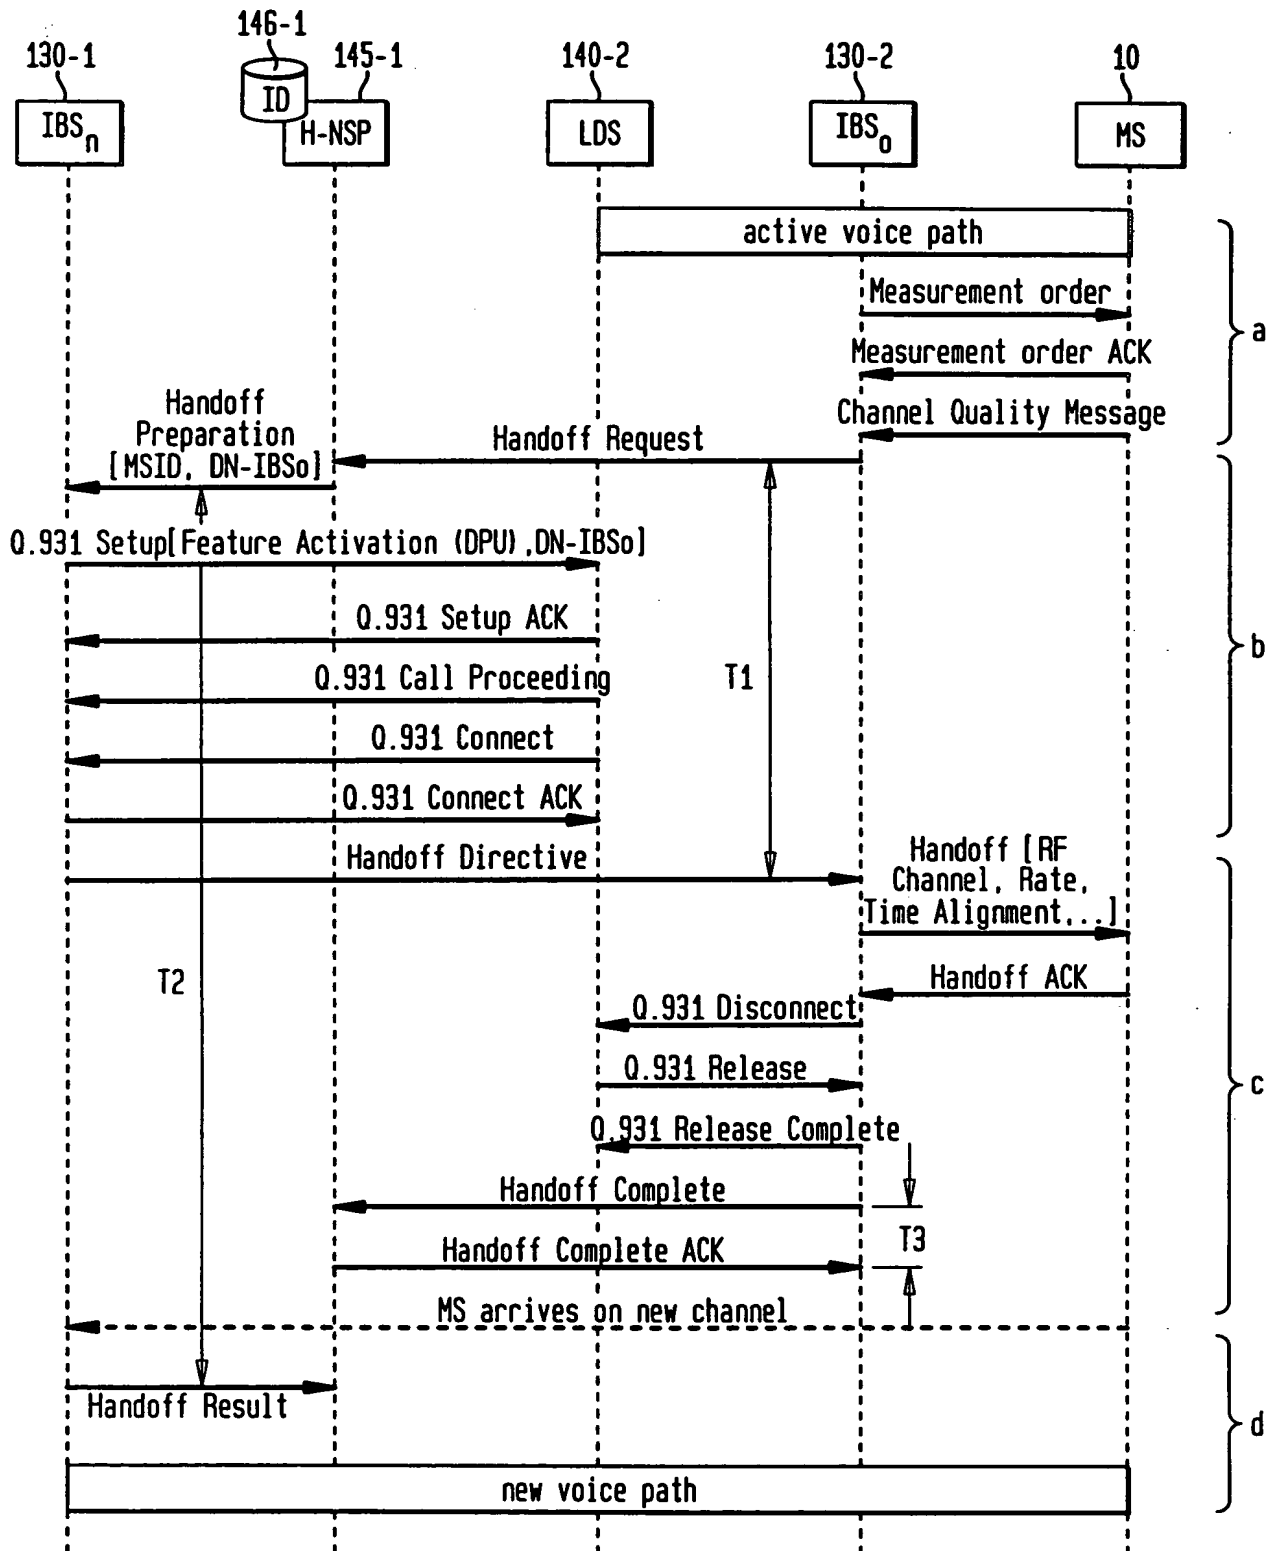 146-1
130-1
145-1
140-2
130-2
10
IBSn
ID
H-NSP
LDS
IBSo
MS
active voice path
Measurement order
a
Measurement order ACK
Channel Quality Message
Handoff
Preparation
[MSID, DN-IBSo]
Handoff Request
Q.931 Setup[Feature Activation (DPU),DN-IBSo]
Q.931 Setup ACK
b
Q.931 Call Proceeding
T1
Q.931 Connect
Q.931 Connect ACK
Handoff Directive
Handoff [RF
Channel, Rate,
Time Alignment,..]
T2
Handoff ACK
Q.931 Disconnect
Q.931 Release
c
Q.931 Release Complete
Handoff Complete
T3
Handoff Complete ACK
MS arrives on new channel
Handoff Result
d
new voice path